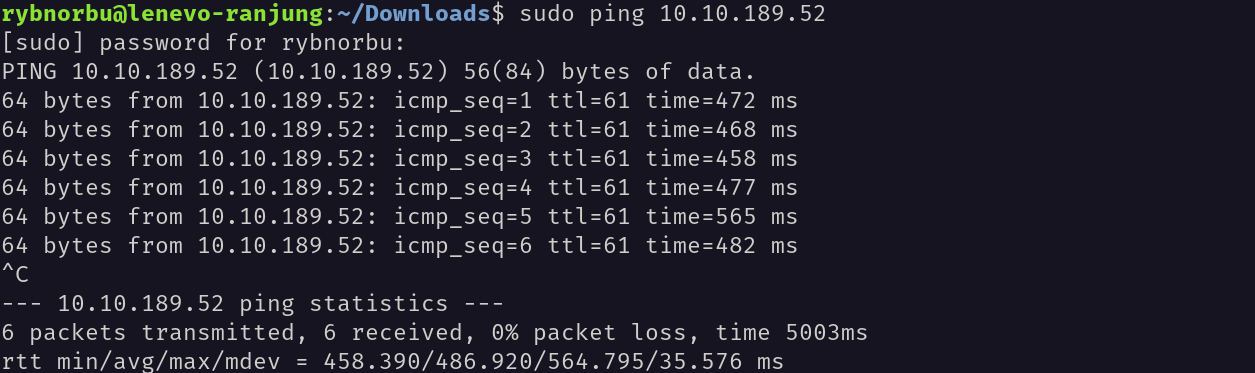 rybnorbu@lenevo-ranjung:~/Downloads$ sudo ping 10.10.189.52
[sudo] password for rybnorbu:
PING 10.10.189.52 (10.10.189.52) 56(84) bytes of data.
64 bytes from 10.10.189.52: icmp_seq=1 ttl=61 time=472 ms
64 bytes from 10.10.189.52: icmp_seq=2 ttl=61 time=468 ms
64 bytes from 10.10.189.52: icmp_seq=3 ttl=61 time=458 ms
64 bytes from 10.10.189.52: icmp_seq=4 ttl=61 time=477 ms
64 bytes from 10.10.189.52: icmp_seq=5 ttl=61 time=565 ms
64 bytes from 10.10.189.52: icmp_seq=6 ttl=61 time=482 ms
^C
--- 10.10.189.52 ping statistics ---
6 packets transmitted, 6 received, 0% packet loss, time 5003ms
rtt min/avg/max/mdev = 458.390/486.920/564.795/35.576 ms